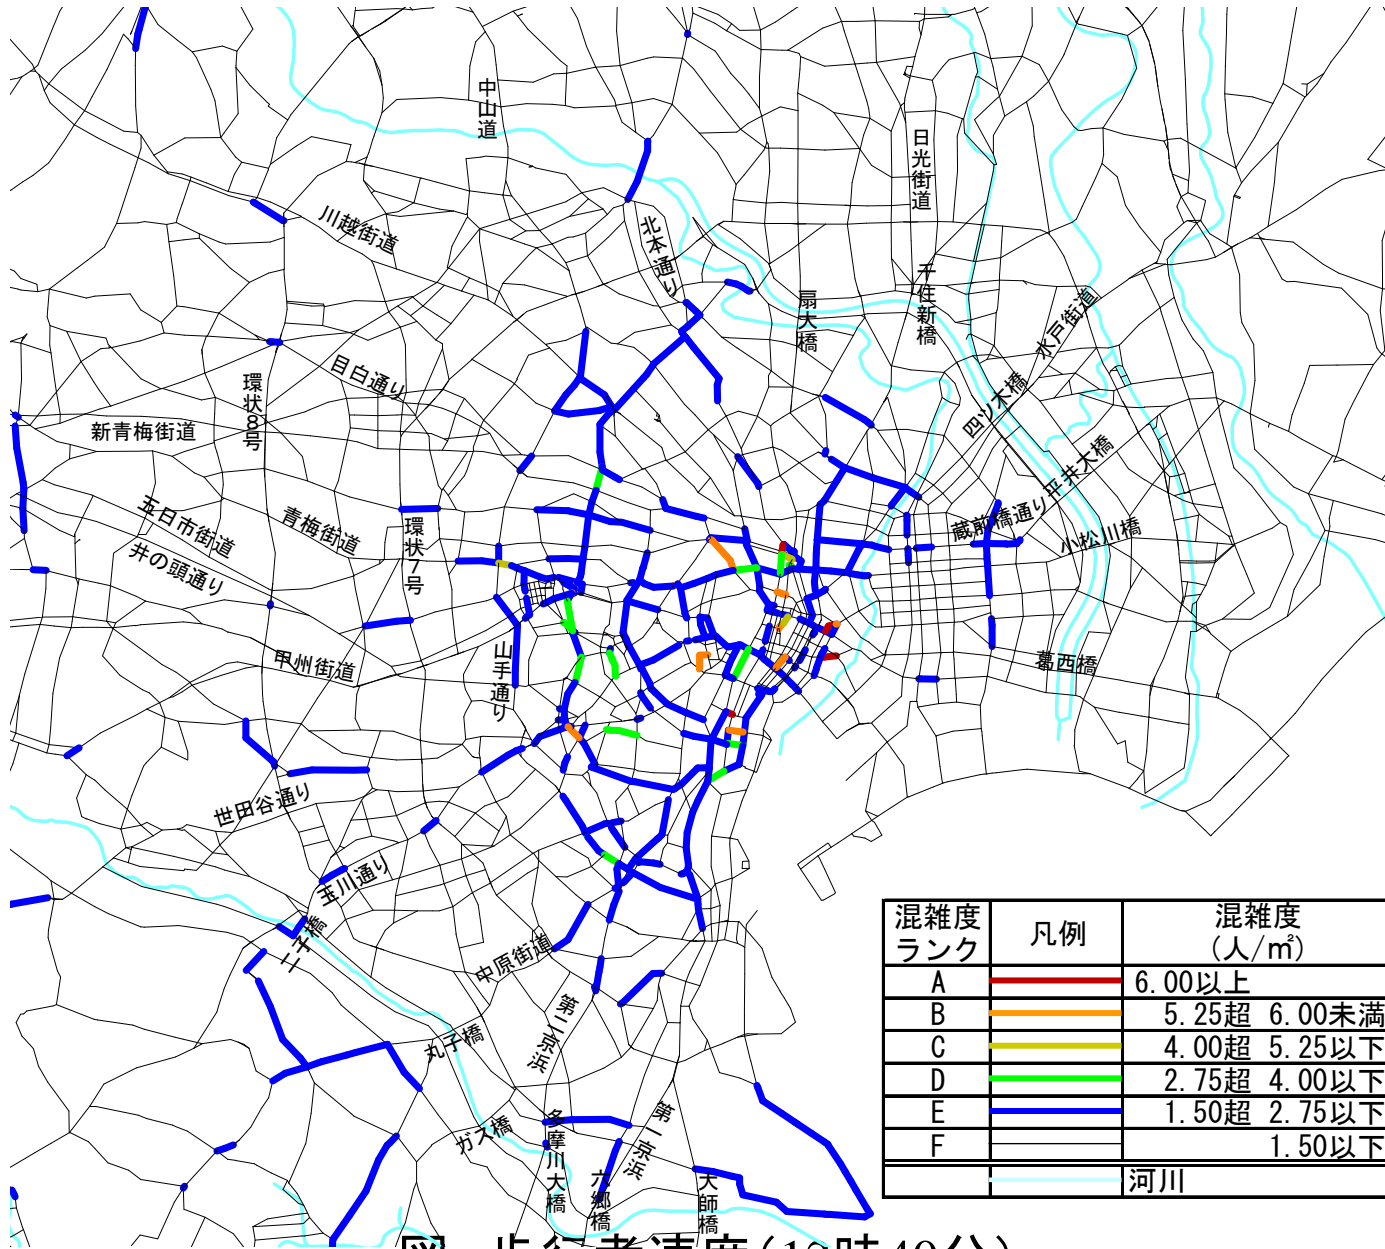 中山道
日光街道
川越街道
北本通り
千住新橋
扇大橋
水戸街道
目白通り
環状8号
四ツ木橋
新青梅街道
平井大橋
五日市街道
青梅街道
環状7号
蔵前橋通り
小松川橋
井の頭通り
甲州街道
山手通り
葛西橋
世田谷通り
玉川通り
二子橋
中原街道
第二京浜
丸子橋
ガス橋
多摩川大橋
第一京浜
六郷橋
大師橋
混雑度ランク 凡例 混雑度(人/㎡)
A 6.00以上
B 5.25超 6.00未満
C 4.00超 5.25以下
D 2.75超 4.00以下
E 1.50超 2.75以下
F 1.50以下
河川